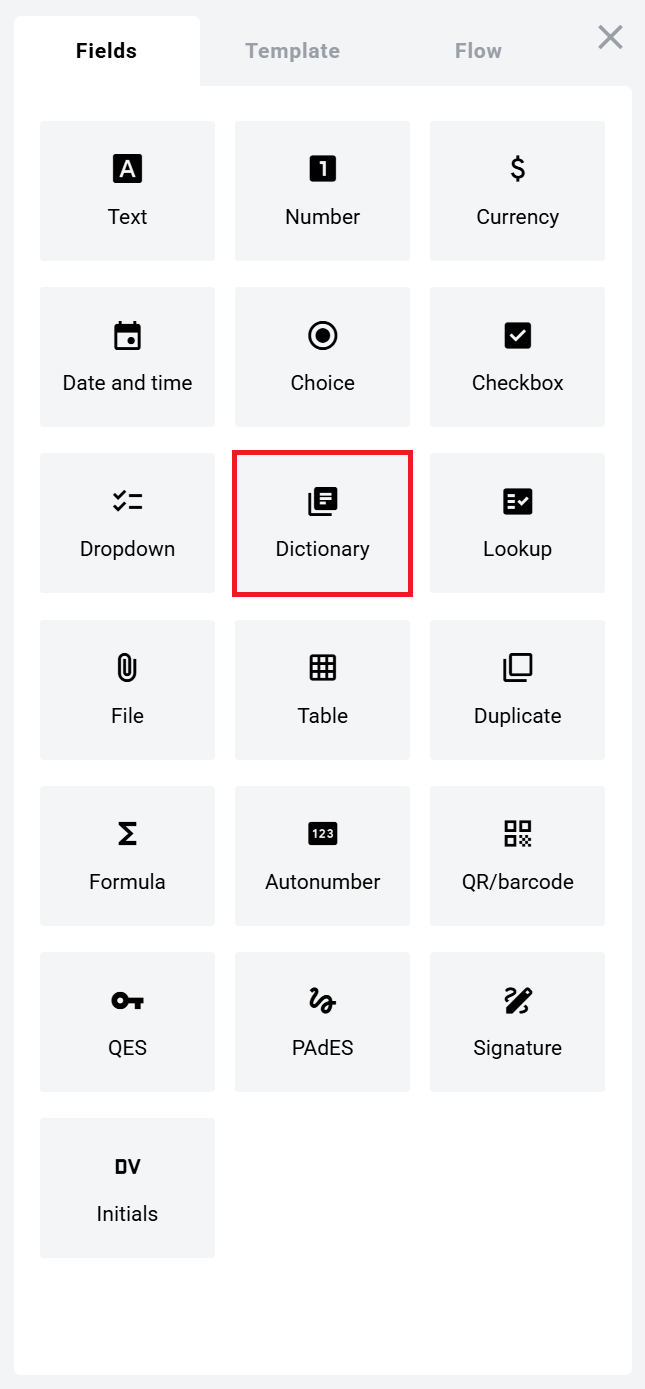 Fields Template Flow
A 1 $
Text Number Currency
Date and time Choice Checkbox
Dropdown Dictionary Lookup
File Table Duplicate
Σ 123
Formula Autonumber QR/barcode
QES PAdES Signature
DV
Initials